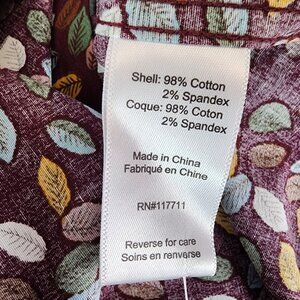 Shell: 98% Cotton
2% Spandex
Coque: 98% Coton
2% Spandex
Made in China
Fabriqué en Chine
RN#117711
Reverse for care
Soins en renverse